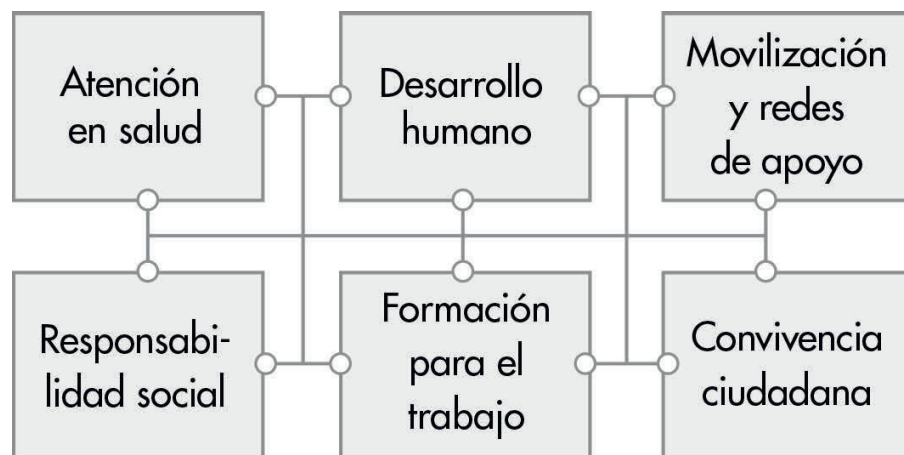 Atención
en salud
Desarrollo
humano
Movilización
y redes
de apoyo
Responsabi-
lidad social
Formación
para el
trabajo
Convivencia
ciudadana